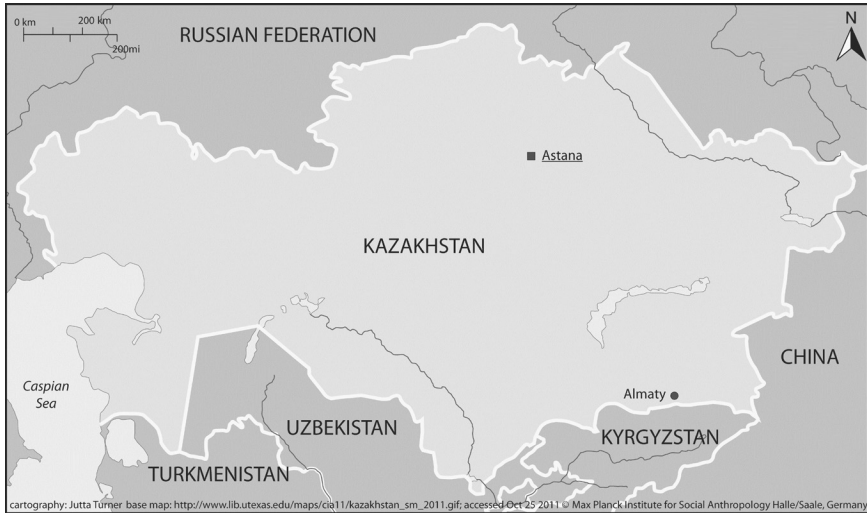 0 km 200 km
200mi
RUSSIAN FEDERATION
N
Astana
KAZAKHSTAN
CHINA
Caspian
Sea
Almaty
UZBEKISTAN
KYRGYZSTAN
TURKMENISTAN
cartography: Jutta Turner base map: http://www.lib.utexas.edu/maps/cia11/kazakhstan_sm_2011.gif; accessed Oct 25 2011 © Max Planck Institute for Social Anthropology Halle/Saale, Germany